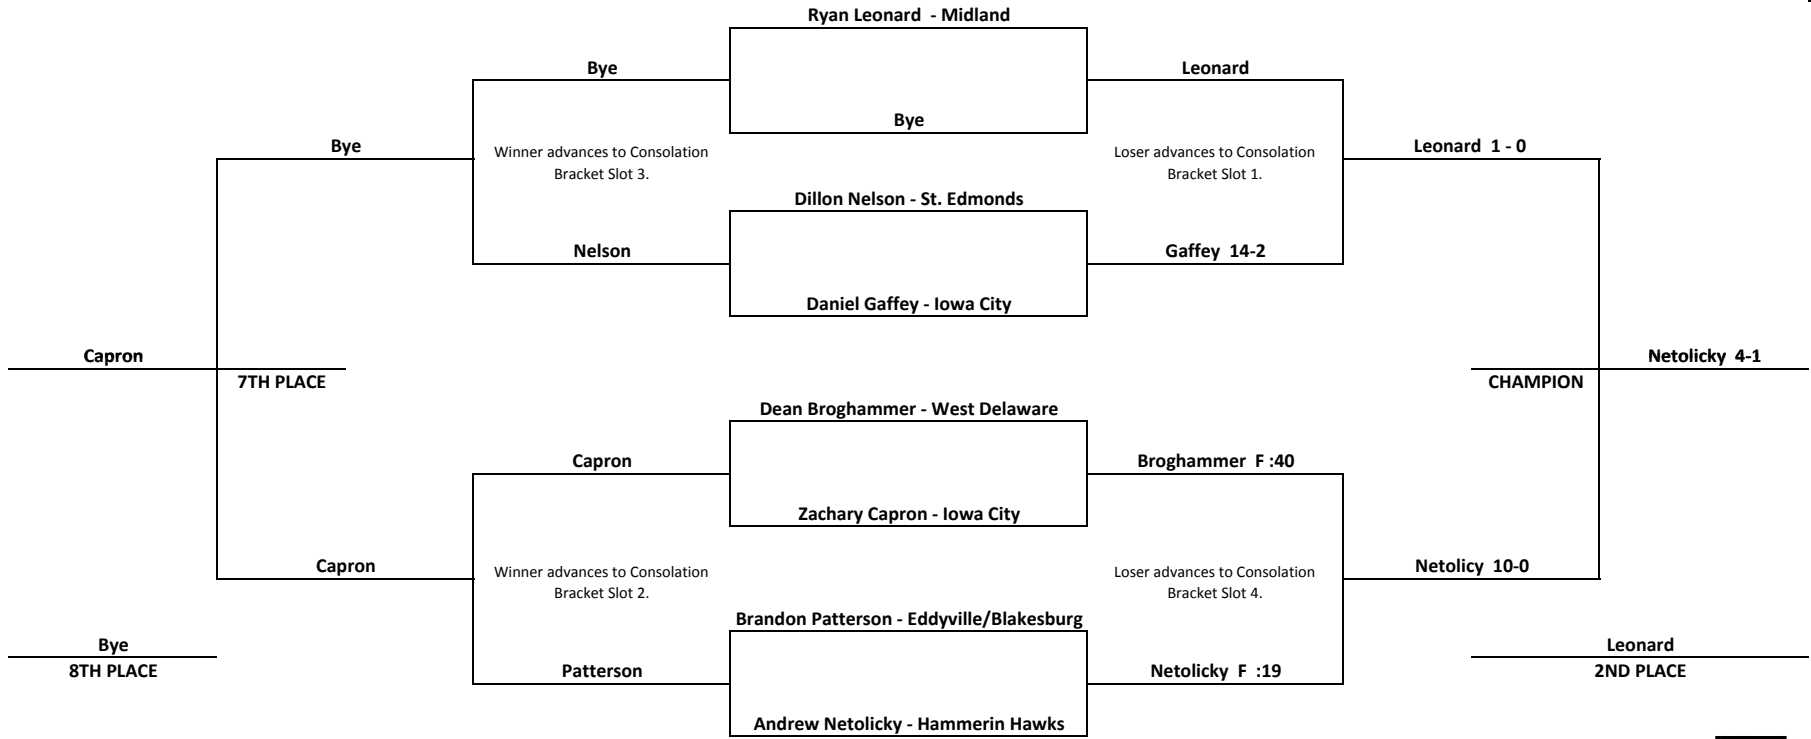 Ryan Leonard - Midland
Bye
Leonard
Bye
Bye
Leonard 1 - 0
Winner advances to Consolation
Bracket Slot 3.
Loser advances to Consolation
Bracket Slot 1.
Dillon Nelson - St. Edmonds
Nelson
Gaffey 14-2
Daniel Gaffey - Iowa City
Capron
Netolicky 4-1
7TH PLACE
CHAMPION
Dean Broghammer - West Delaware
Capron
Broghammer F :40
Zachary Capron - Iowa City
Capron
Netolicy 10-0
Winner advances to Consolation
Bracket Slot 2.
Loser advances to Consolation
Bracket Slot 4.
Brandon Patterson - Eddyville/Blakesburg
Bye
Leonard
8TH PLACE
Patterson
Netolicky F :19
2ND PLACE
Andrew Netolicky - Hammerin Hawks